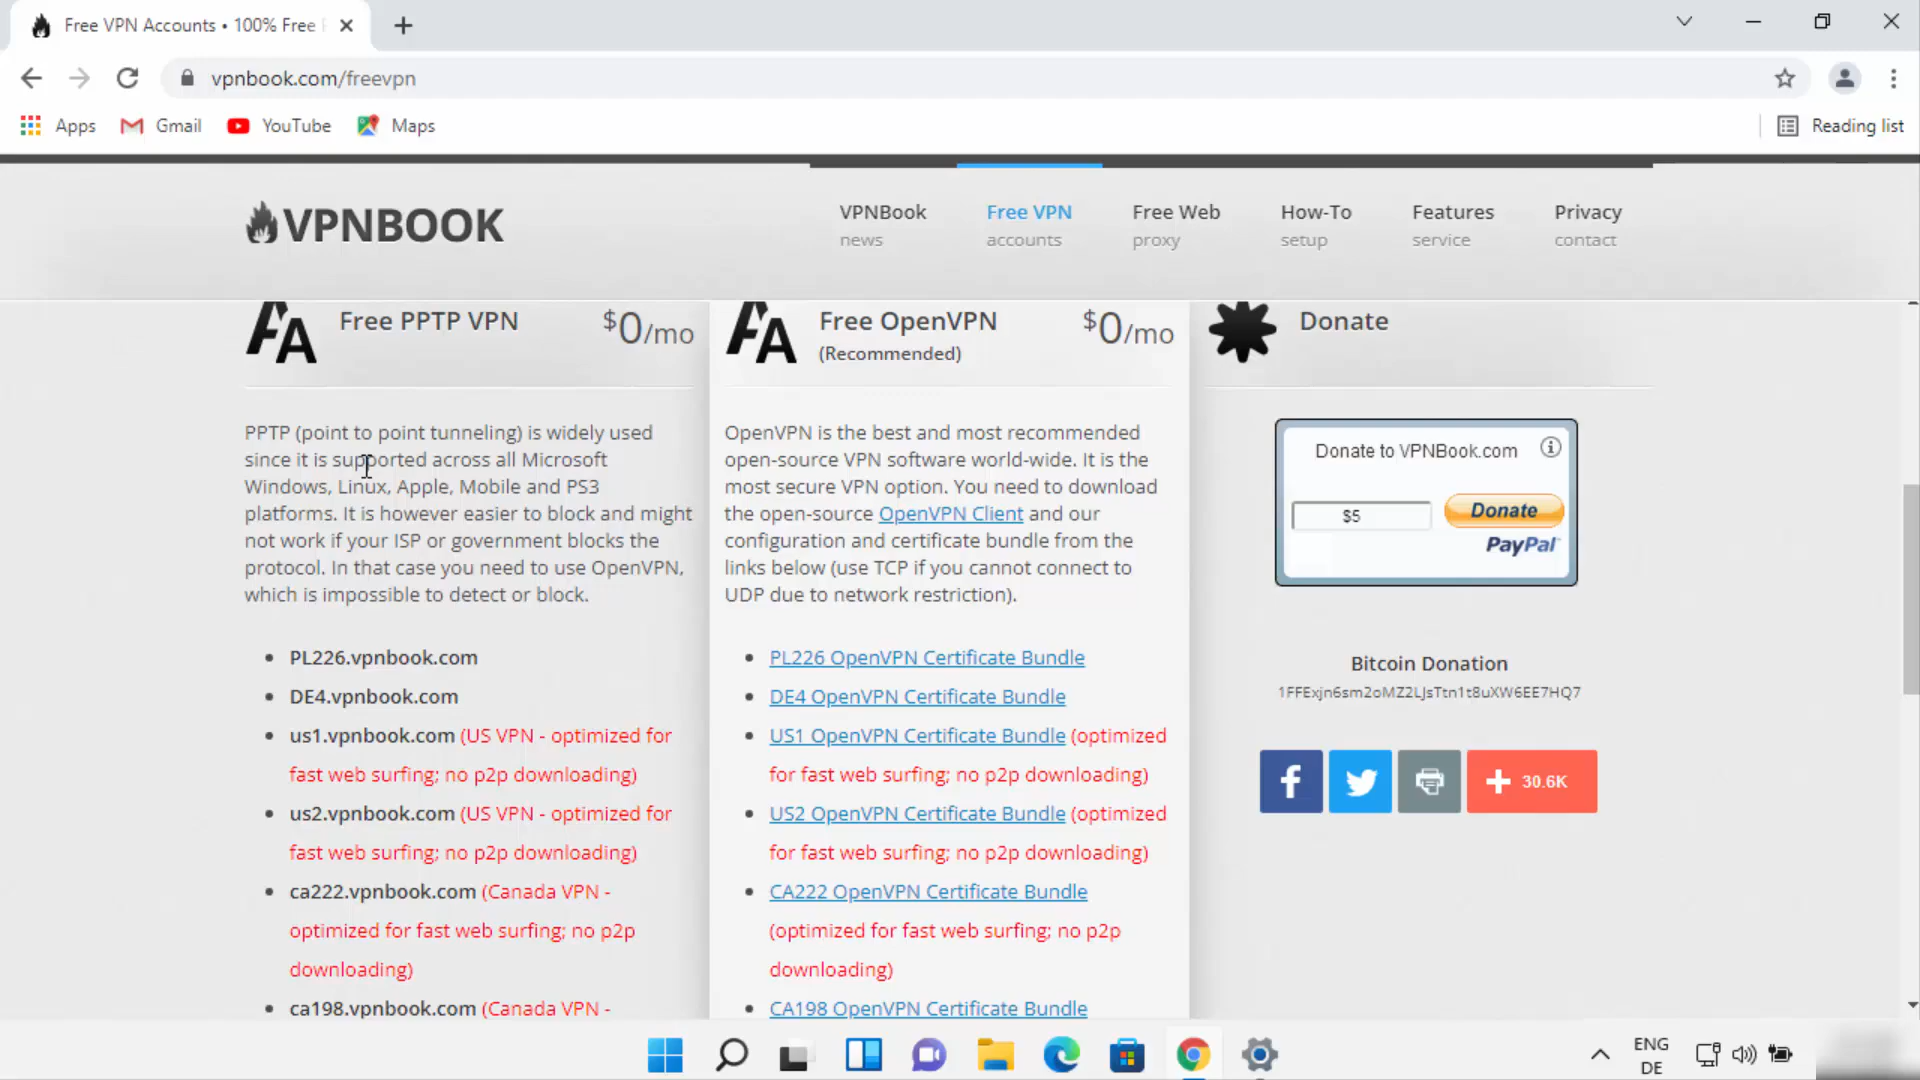 Free VPN Accounts • 100% Free
vpnbook.com/freevpn
Apps Gmail YouTube Maps Reading list
VPNBOOK
VPNBook Free VPN Free Web How-To Features Privacy
news accounts proxy setup service contact
Free PPTP VPN $0/mo
PPTP (point to point tunneling) is widely used
since it is supported across all Microsoft
Windows, Linux, Apple, Mobile and PS3
platforms. It is however easier to block and might
not work if your ISP or government blocks the
protocol. In that case you need to use OpenVPN,
which is impossible to detect or block.
PL226.vpnbook.com
DE4.vpnbook.com
us1.vpnbook.com (US VPN - optimized for
fast web surfing; no p2p downloading)
us2.vpnbook.com (US VPN - optimized for
fast web surfing; no p2p downloading)
ca222.vpnbook.com (Canada VPN -
optimized for fast web surfing; no p2p
downloading)
ca198.vpnbook.com (Canada VPN -
Free OpenVPN $0/mo
(Recommended)
OpenVPN is the best and most recommended
open-source VPN software world-wide. It is the
most secure VPN option. You need to download
the open-source OpenVPN Client and our
configuration and certificate bundle from the
links below (use TCP if you cannot connect to
UDP due to network restriction).
PL226 OpenVPN Certificate Bundle
DE4 OpenVPN Certificate Bundle
US1 OpenVPN Certificate Bundle (optimized
for fast web surfing; no p2p downloading)
US2 OpenVPN Certificate Bundle (optimized
for fast web surfing; no p2p downloading)
CA222 OpenVPN Certificate Bundle
(optimized for fast web surfing; no p2p
downloading)
CA198 OpenVPN Certificate Bundle
Donate
Donate to VPNBook.com
$5 Donate
PayPal
Bitcoin Donation
1FFExjn6sm2oMZ2LJsTtn1t8uXW6EE7HQ7
30.6K
ENG
DE